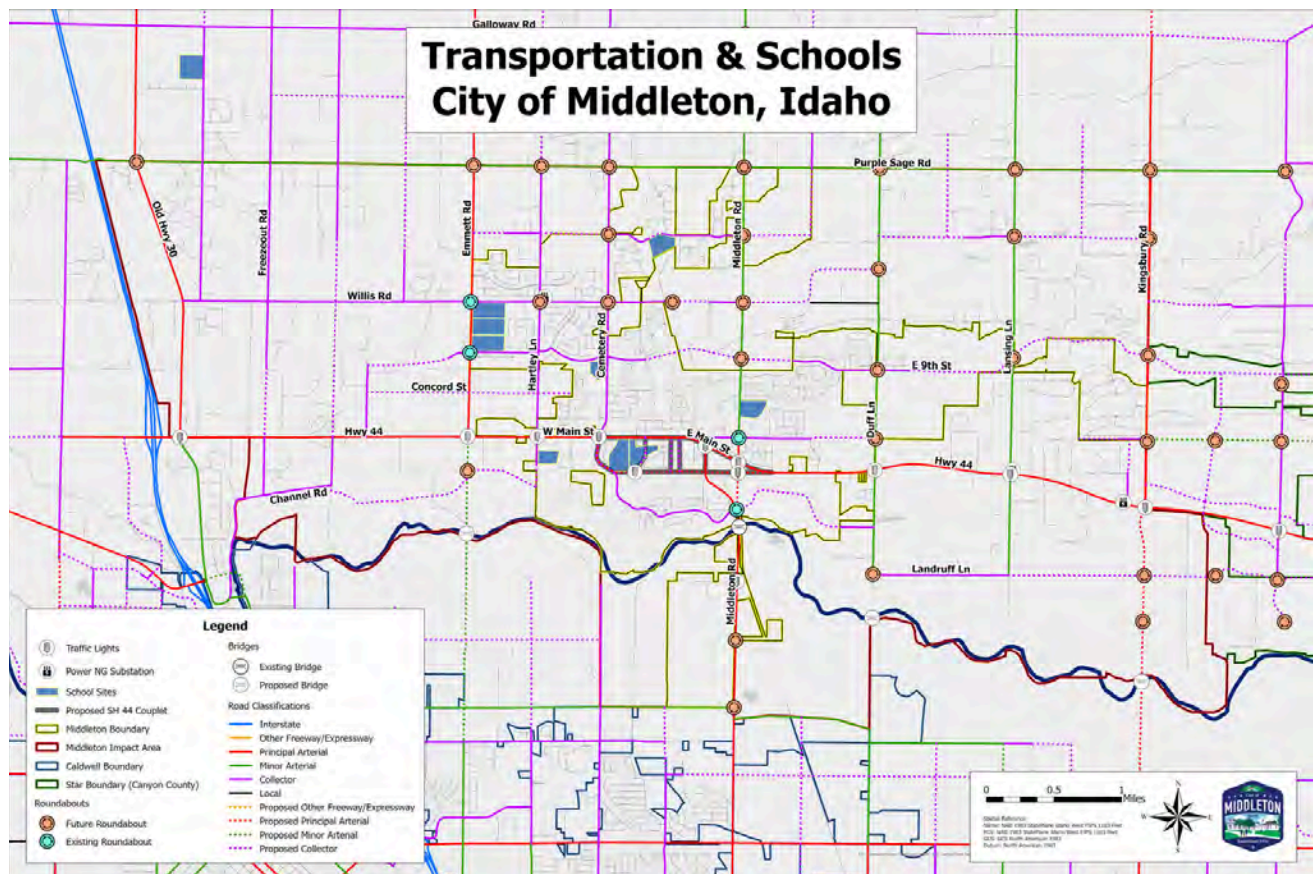 Galloway Rd
Transportation & Schools
City of Middleton, Idaho
Purple Sage Rd
Old Hwy 30
Freezeout Rd
Emmett Rd
Middleton Rd
Kingsbury Rd
Willis Rd
Hartley Ln
Cemetery Rd
Lansing Ln
E 9th St
Concord St
Duff Ln
Hwy 44
W Main St
E Main St
Hwy 44
Channel Rd
Landruff Ln
Middleton Rd
Legend
Traffic Lights
Power NG Substation
School Sites
Proposed SH 44 Couplet
Middleton Boundary
Middleton Impact Area
Caldwell Boundary
Star Boundary (Canyon County)
Roundabouts
Future Roundabout
Existing Roundabout
Bridges
Existing Bridge
Proposed Bridge
Road Classifications
Interstate
Other Freeway/Expressway
Principal Arterial
Minor Arterial
Collector
Local
Proposed Other Freeway/Expressway
Proposed Principal Arterial
Proposed Minor Arterial
Proposed Collector
0 0.5 1
Miles
N
W E
S
Spatial Reference
MIDDLETON